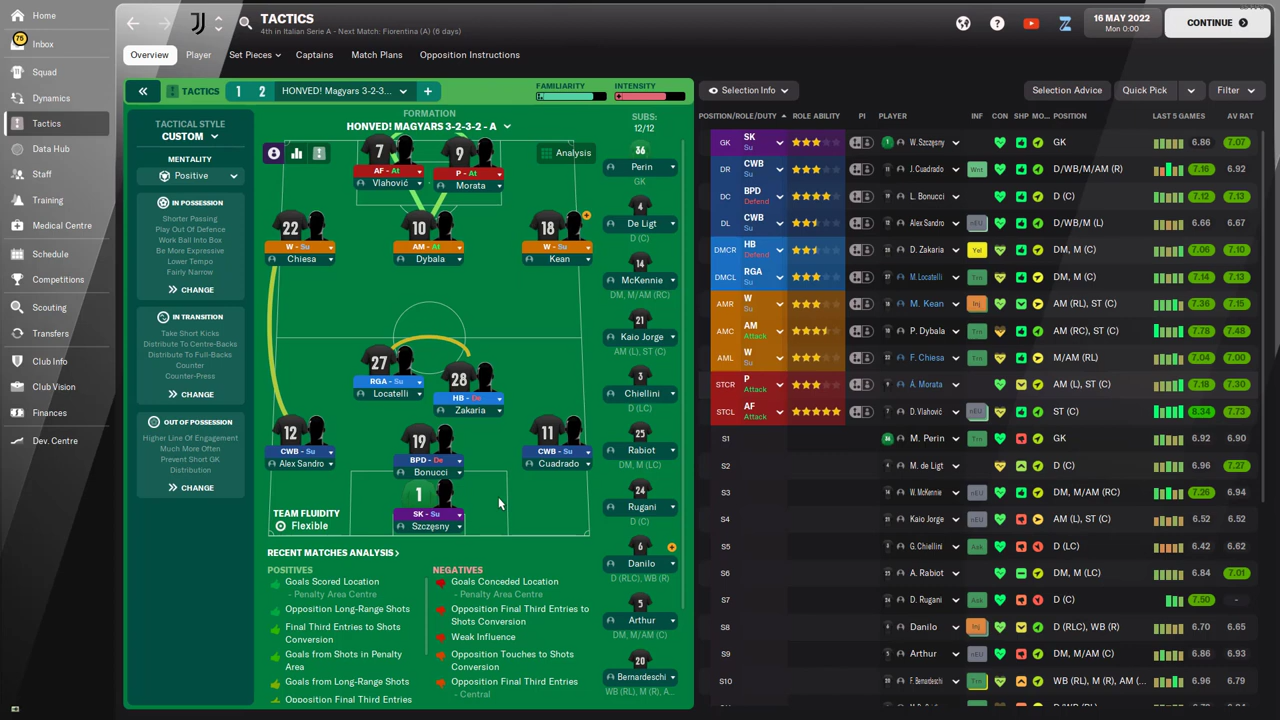 Home
Inbox
76
Squad
Dynamics
Tactics
Data Hub
Staff
Training
Medical Centre
Schedule
Competitions
Scouting
Transfers
Club Info
Club Vision
Finances
Dev. Centre
TACTICS
4th in Italian Serie A - Next Match: Fiorentina (A) (6 days)
16 MAY 2022
Mon 0:00
CONTINUE
Overview
Player
Set Pieces
Captains
Match Plans
Opposition Instructions
TACTICS
1
2
HONVED! Magyars 3-2-3...
FAMILIARITY
INTENSITY
TACTICAL STYLE
CUSTOM
MENTALITY
Positive
IN POSSESSION
Shorter Passing
Play Out Of Defence
Work Ball Into Box
Be More Expressive
Lower Tempo
Fairly Narrow
CHANGE
IN TRANSITION
Take Short Kicks
Distribute To Centre-Backs
Distribute To Full-Backs
Counter
Counter-Press
CHANGE
OUT OF POSSESSION
Higher Line of Engagement
Much More Often
Prevent Short GK
Distribution
CHANGE
FORMATION
HONVED! MAGYARS 3-2-3-2 - A
Analysis
7
AF - At
Vlahović
9
P - At
Morata
22
W - Su
Chiesa
10
AM - At
Dybala
18
W - Su
Kean
27
RGA - Su
Locatelli
28
HB - De
Zakaria
12
CWB - Su
Alex Sandro
19
BPD - De
Bonucci
11
CWB - Su
Cuadrado
1
SK - Su
Szczęsny
TEAM FLUIDITY
Flexible
RECENT MATCHES ANALYSIS
POSITIVES
Goals Scored Location
- Penalty Area Centre
Opposition Long-Range Shots
Final Third Entries to Shots
Conversion
Goals from Shots in Penalty
Area
Goals from Long-Range Shots
Opposition Final Third Entries
NEGATIVES
Goals Conceded Location
- Penalty Area Centre
Opposition Final Third Entries to
Shots Conversion
Weak Influence
Opposition Touches to Shots
Conversion
Opposition Final Third Entries
- Central
SUBS:
12/12
36
Perin
GK
4
De Ligt
D (C)
14
McKennie
DM, M/AM (RC)
21
Kaio Jorge
AM (L), ST (C)
3
Chiellini
D (LC)
25
Rabiot
DM, M (LC)
24
Rugani
D (C)
6
Danilo
D (RLC), WB (R)
5
Arthur
DM, M/AM (C)
20
Bernardeschi
WB (RL), M (R), A...
Selection Info
Selection Advice
Quick Pick
Filter
POSITION/ROLE/DUTY ROLE ABILITY PI PLAYER INF CON SHP MO... POSITION LAST 5 GAMES AV RAT
GK SK Su W. Szczęsny GK 6.86 7.07
DR CWB Su J. Cuadrado Wnt D/WB/M/AM (R) 7.16 6.92
DC BPD Defend L. Bonucci D (C) 7.12 7.13
DL CWB Su Alex Sandro nEU D/WB/M (L) 6.66 6.67
DMCR HB Defend D. Zakaria Yel DM, M (C) 7.06 7.10
DMCL RGA Su M. Locatelli Trn DM, M (C) 7.14 7.13
AMR W Su M. Kean Inj AM (RL), ST (C) 7.36 7.15
AMC AM Attack P. Dybala Trn AM (RC), ST (C) 7.78 7.48
AML W Su F. Chiesa Trn M/AM (RL) 7.04 7.00
STCR P Attack A. Morata Trn AM (L), ST (C) 7.18 7.30
STCL AF Attack D. Vlahović nEU ST (C) 8.34 7.73
S1 M. Perin Trn GK 6.92 6.90
S2 M. de Ligt D (C) 6.96 7.27
S3 W. McKennie nEU DM, M/AM (RC) 7.26 6.94
S4 Kaio Jorge nEU AM (L), ST (C) 6.52 6.52
S5 G. Chiellini Ask D (LC) 6.42 6.62
S6 A. Rabiot DM, M (LC) 6.84 7.01
S7 D. Rugani Ask D (C) 7.50 -
S8 Danilo Inj D (RLC), WB (R) 6.70 6.65
S9 Arthur nEU DM, M/AM (C) 6.86 6.93
S10 F. Bernardeschi Trn WB (RL), M (R), AM (... 6.96 6.79